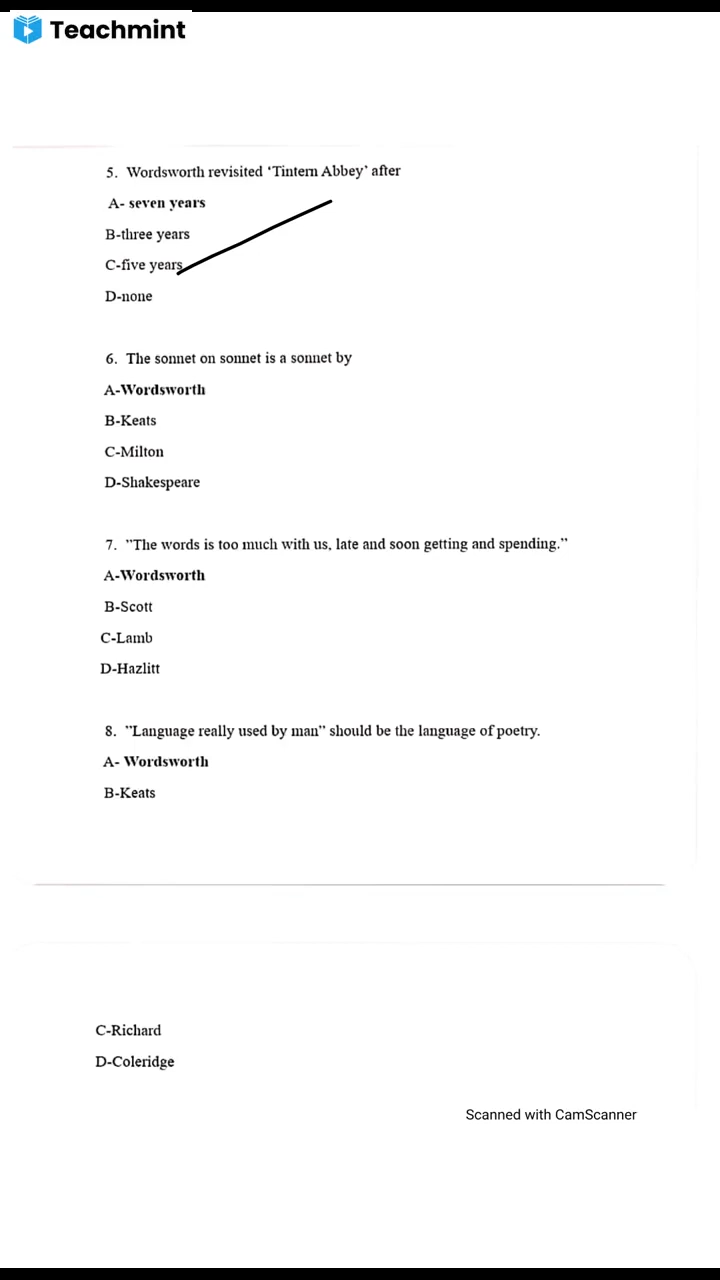 Teachmint
5. Wordsworth revisited ‘Tintern Abbey’ after
A- seven years
B-three years
C-five years
D-none
6. The sonnet on sonnet is a sonnet by
A-Wordsworth
B-Keats
C-Milton
D-Shakespeare
7. ”The words is too much with us, late and soon getting and spending.”
A-Wordsworth
B-Scott
C-Lamb
D-Hazlitt
8. ”Language really used by man” should be the language of poetry.
A- Wordsworth
B-Keats
C-Richard
D-Coleridge
Scanned with CamScanner